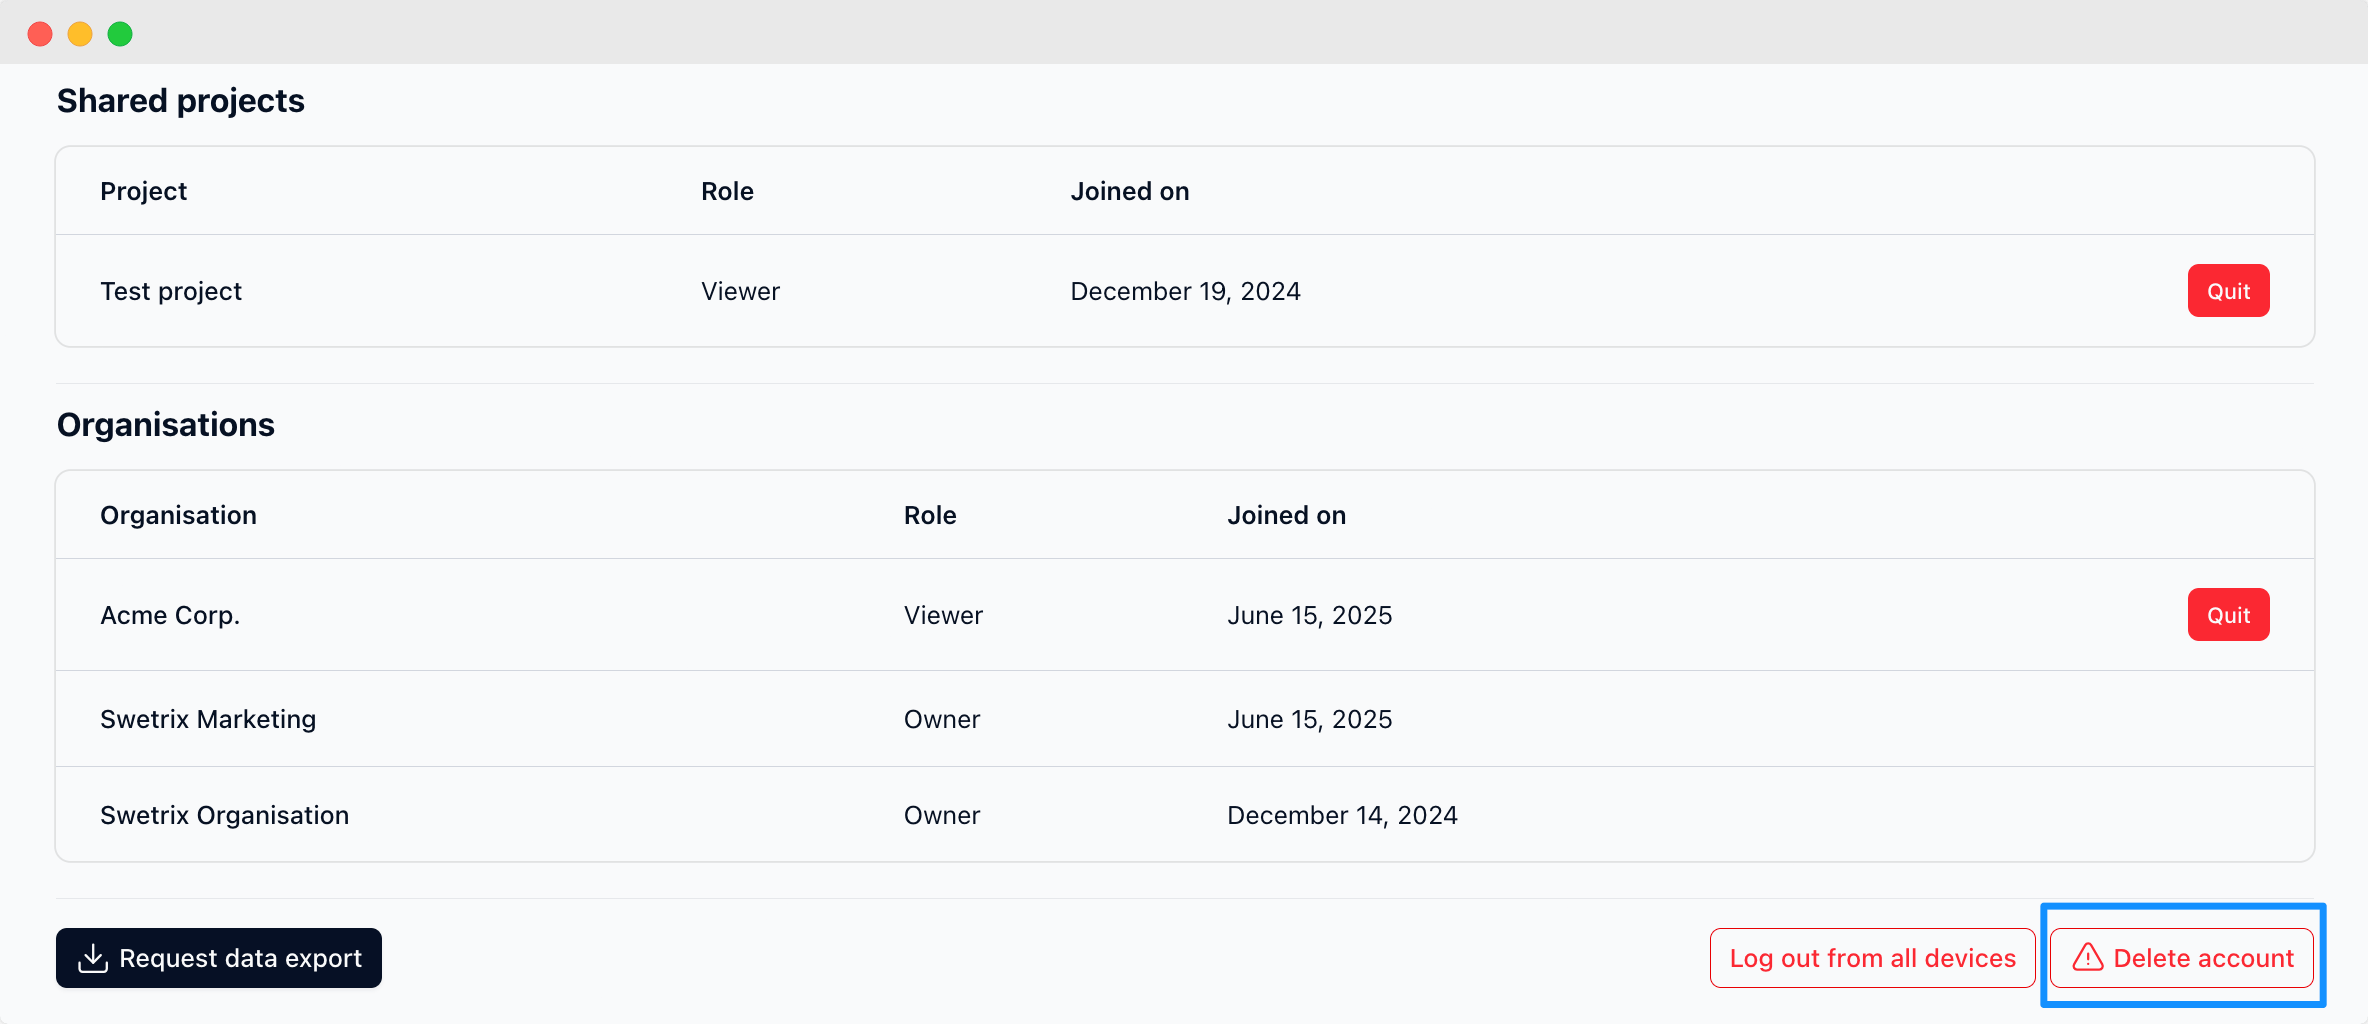 Shared projects
Project Role Joined on
Test project Viewer December 19, 2024 Quit
Organisations
Organisation Role Joined on
Acme Corp. Viewer June 15, 2025 Quit
Swetrix Marketing Owner June 15, 2025
Swetrix Organisation Owner December 14, 2024
Request data export Log out from all devices Delete account